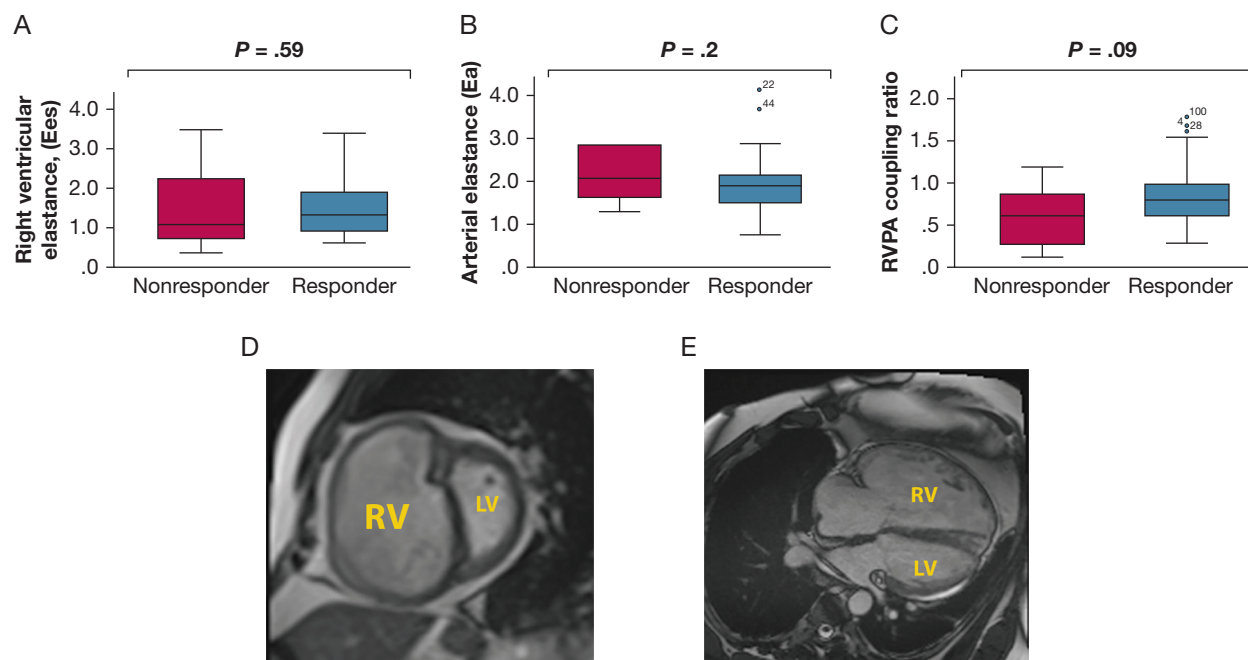 A
P = .59
Right ventricular
elastance, (Ees)
4.0
3.0
2.0
1.0
.0
Nonresponder
Responder
B
P = .2
Arterial elastance (Ea)
4.0
3.0
2.0
1.0
.0
22
44
Nonresponder
Responder
C
P = .09
RVPA coupling ratio
2.0
1.5
1.0
.5
.0
100
4
28
Nonresponder
Responder
D
RV
LV
E
RV
LV